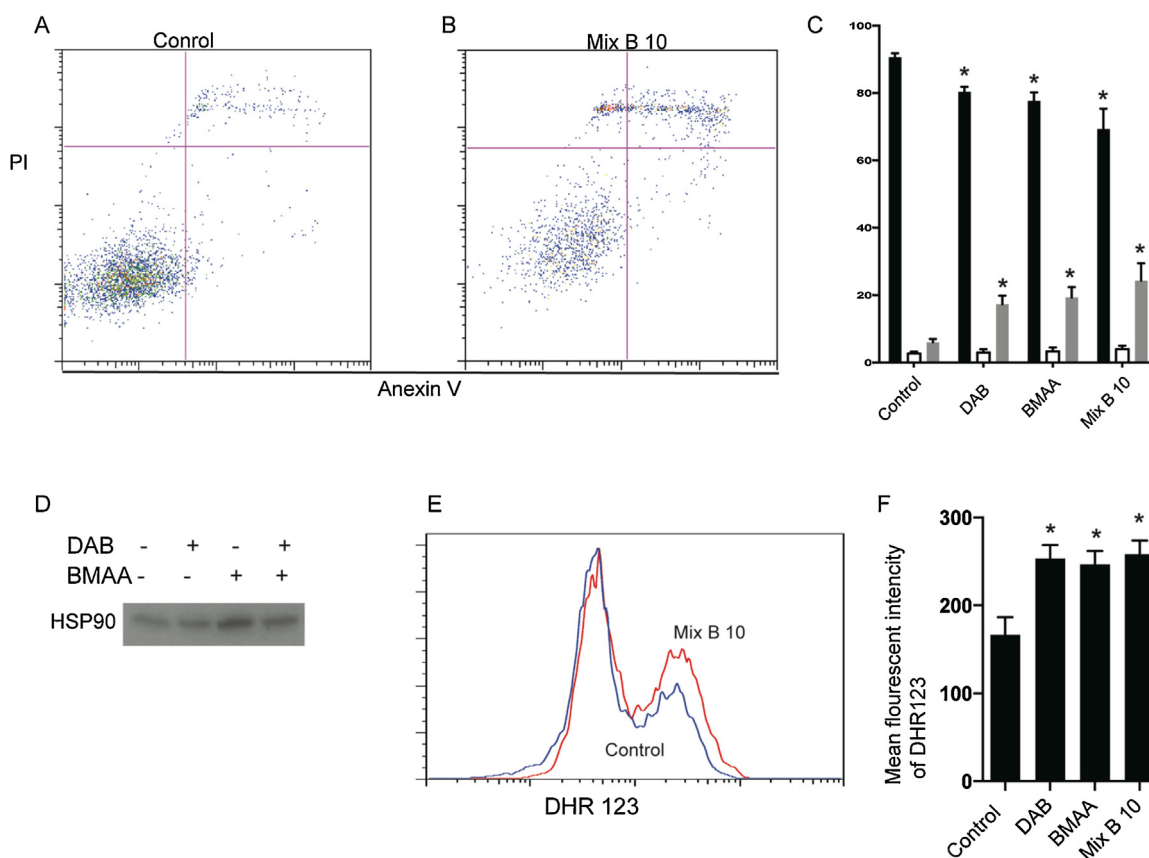 A
Conrol
B
Mix B 10
PI
Anexin V
C
100
80
60
40
20
0
*
*
*
*
*
*
Control
DAB
BMAA
Mix B 10
D
DAB - + - +
BMAA - - + +
HSP90
E
Mix B 10
Control
DHR 123
F
Mean flourescent intencity
of DHR123
300
200
100
0
*
*
*
Control
DAB
BMAA
Mix B 10